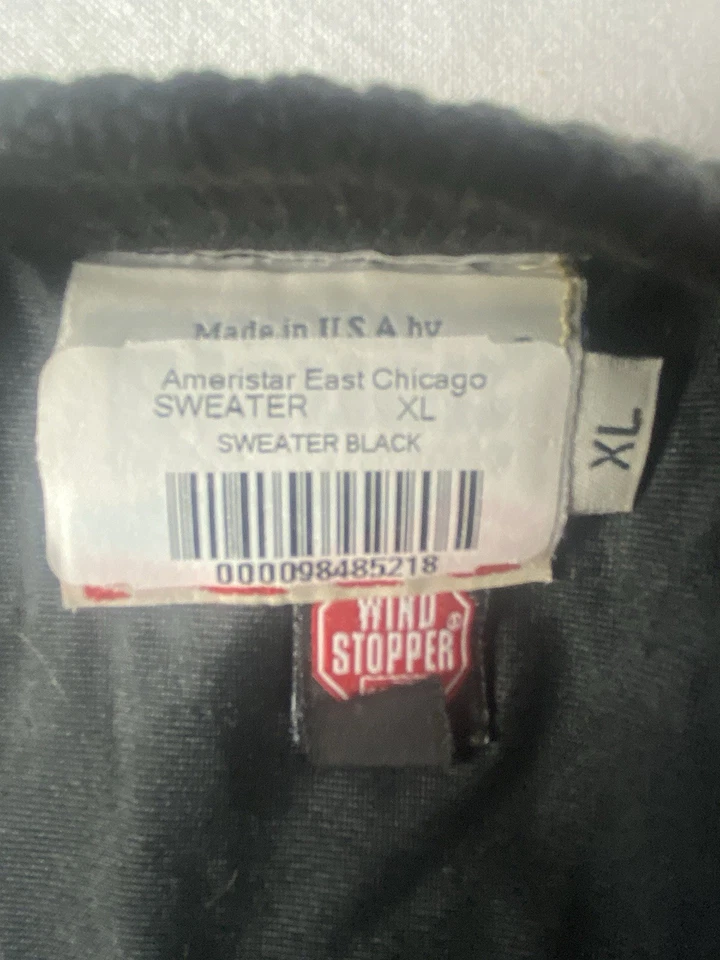 Made in U.S.A by
Ameristar East Chicago
SWEATER XL
SWEATER BLACK
000098485218
XL
WIND
STOPPER®